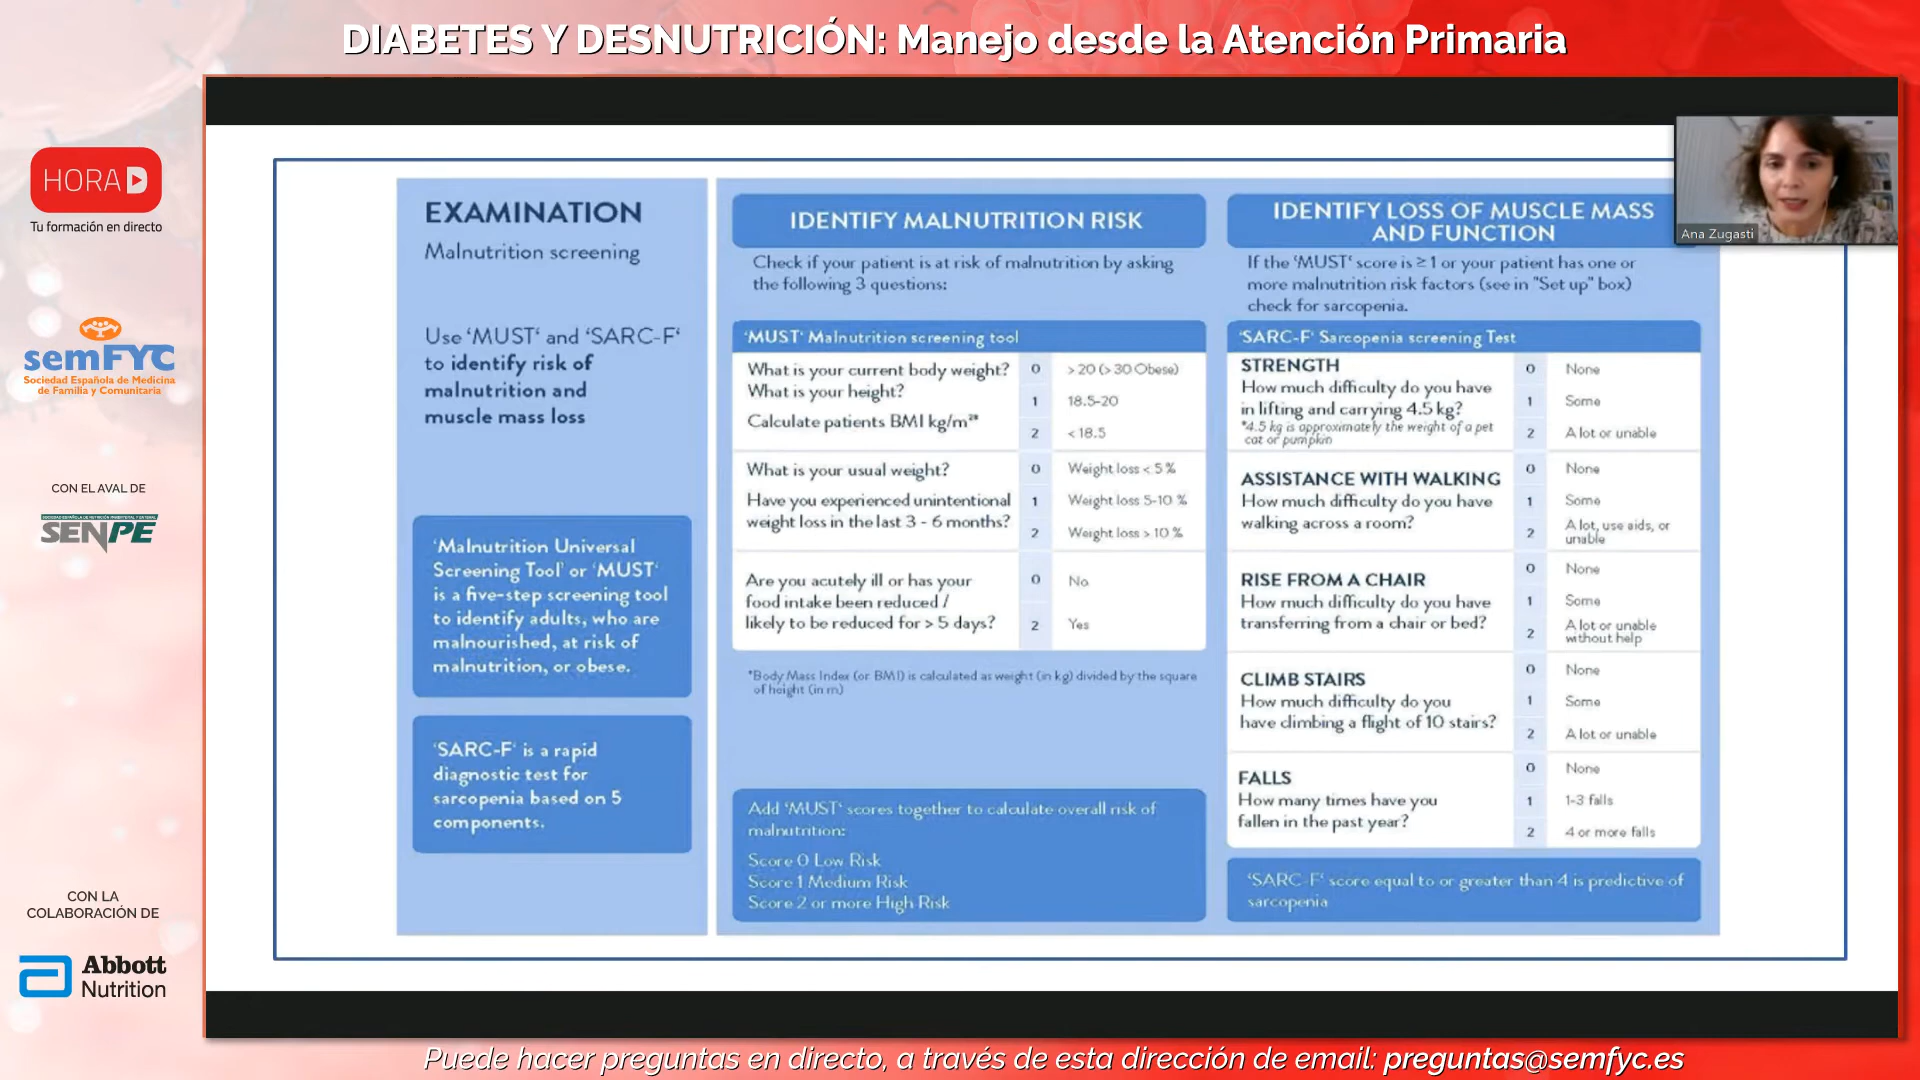 DIABETES Y DESNUTRICIÓN: Manejo desde la Atención Primaria
HORA D
Tu formación en directo
semFYC
Sociedad Española de Medicina
de Familia y Comunitaria
CON EL AVAL DE
SENPE
CON LA
COLABORACIÓN DE
Abbott
Nutrition
EXAMINATION
Malnutrition screening
Use ‘MUST‘ and ‘SARC-F‘
to identify risk of
malnutrition and
muscle mass loss
‘Malnutrition Universal
Screening Tool’ or ‘MUST‘
is a five-step screening tool
to identify adults, who are
malnourished, at risk of
malnutrition, or obese.
‘SARC-F‘ is a rapid
diagnostic test for
sarcopenia based on 5
components.
IDENTIFY MALNUTRITION RISK
Check if your patient is at risk of malnutrition by asking
the following 3 questions:
‘MUST‘ Malnutrition screening tool
What is your current body weight?
What is your height?
Calculate patients BMI kg/m²*
0 > 20 (> 30 Obese)
1 18.5-20
2 < 18.5
What is your usual weight?
Have you experienced unintentional
weight loss in the last 3 - 6 months?
0 Weight loss < 5 %
1 Weight loss 5-10 %
2 Weight loss > 10 %
Are you acutely ill or has your
food intake been reduced /
likely to be reduced for > 5 days?
0 No
2 Yes
*Body Mass Index (or BMI) is calculated as weight (in kg) divided by the square
of height (in m)
Add ‘MUST‘ scores together to calculate overall risk of
malnutrition:
Score 0 Low Risk
Score 1 Medium Risk
Score 2 or more High Risk
IDENTIFY LOSS OF MUSCLE MASS
AND FUNCTION
If the ‘MUST‘ score is ≥ 1 or your patient has one or
more malnutrition risk factors (see in "Set up" box)
check for sarcopenia.
‘SARC-F‘ Sarcopenia screening Test
STRENGTH
How much difficulty do you have
in lifting and carrying 4.5 kg?
*4.5 kg is approximately the weight of a pet
cat or pumpkin
0 None
1 Some
2 A lot or unable
ASSISTANCE WITH WALKING
How much difficulty do you have
walking across a room?
0 None
1 Some
2 A lot, use aids, or
unable
RISE FROM A CHAIR
How much difficulty do you have
transferring from a chair or bed?
0 None
1 Some
2 A lot or unable
without help
CLIMB STAIRS
How much difficulty do you
have climbing a flight of 10 stairs?
0 None
1 Some
2 A lot or unable
FALLS
How many times have you
fallen in the past year?
0 None
1 1-3 falls
2 4 or more falls
‘SARC-F‘ score equal to or greater than 4 is predictive of
sarcopenia
Ana Zugasti
Puede hacer preguntas en directo, a través de esta dirección de email: preguntas@semfyc.es